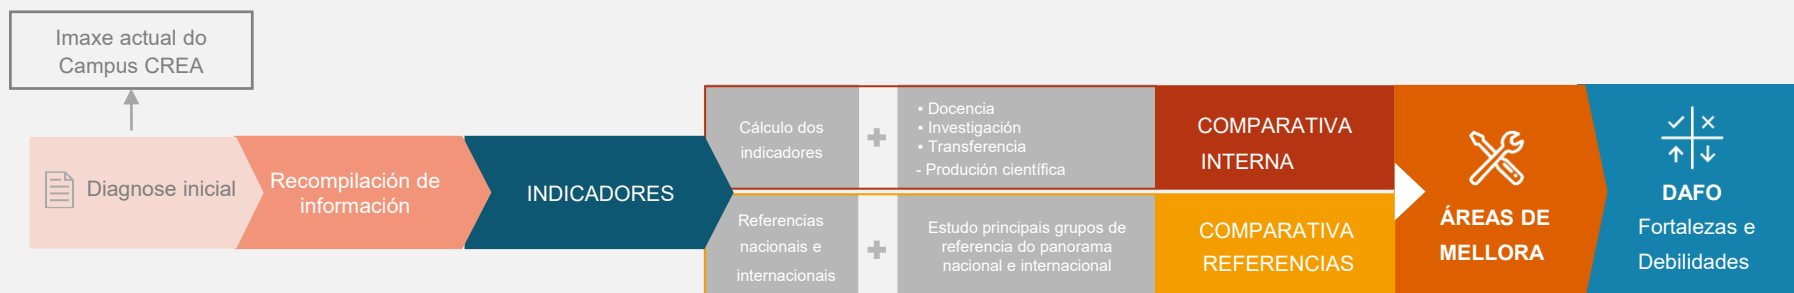 Imaxe actual do
Campus CREA
Diagnose inicial
Recompilación de
información
INDICADORES
Cálculo dos
indicadores
▪ Docencia
▪ Investigación
▪ Transferencia
- Produción científica
COMPARATIVA
INTERNA
Referencias
nacionais e
internacionais
Estudo principais grupos de
referencia do panorama
nacional e internacional
COMPARATIVA
REFERENCIAS
ÁREAS DE
MELLORA
DAFO
Fortalezas e
Debilidades